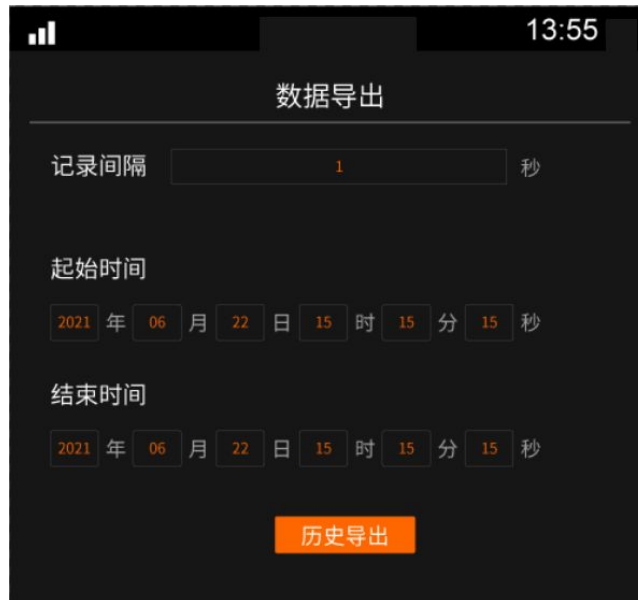 13:55
数据导出
记录间隔 1 秒
起始时间
2021 年 06 月 22 日 15 时 15 分 15 秒
结束时间
2021 年 06 月 22 日 15 时 15 分 15 秒
历史导出